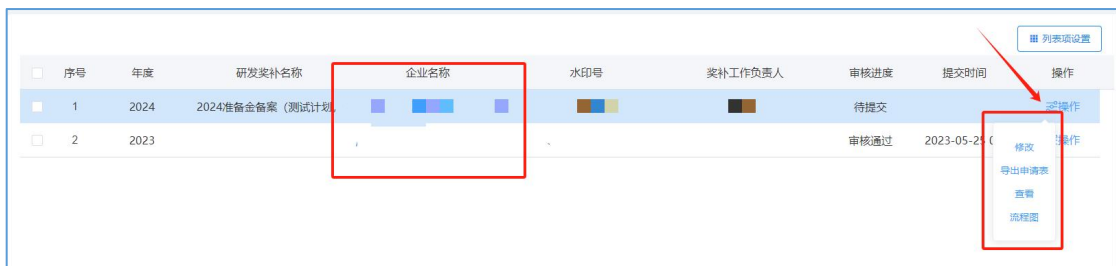 列表项设置
序号 年度 研发奖补名称 企业名称 水印号 奖补工作负责人 审核进度 提交时间 操作
1 2024 2024准备金备案（测试计划, 待提交 操作
2 2023 审核通过 2023-05-25 0 操作
修改
导出申请表
查看
流程图